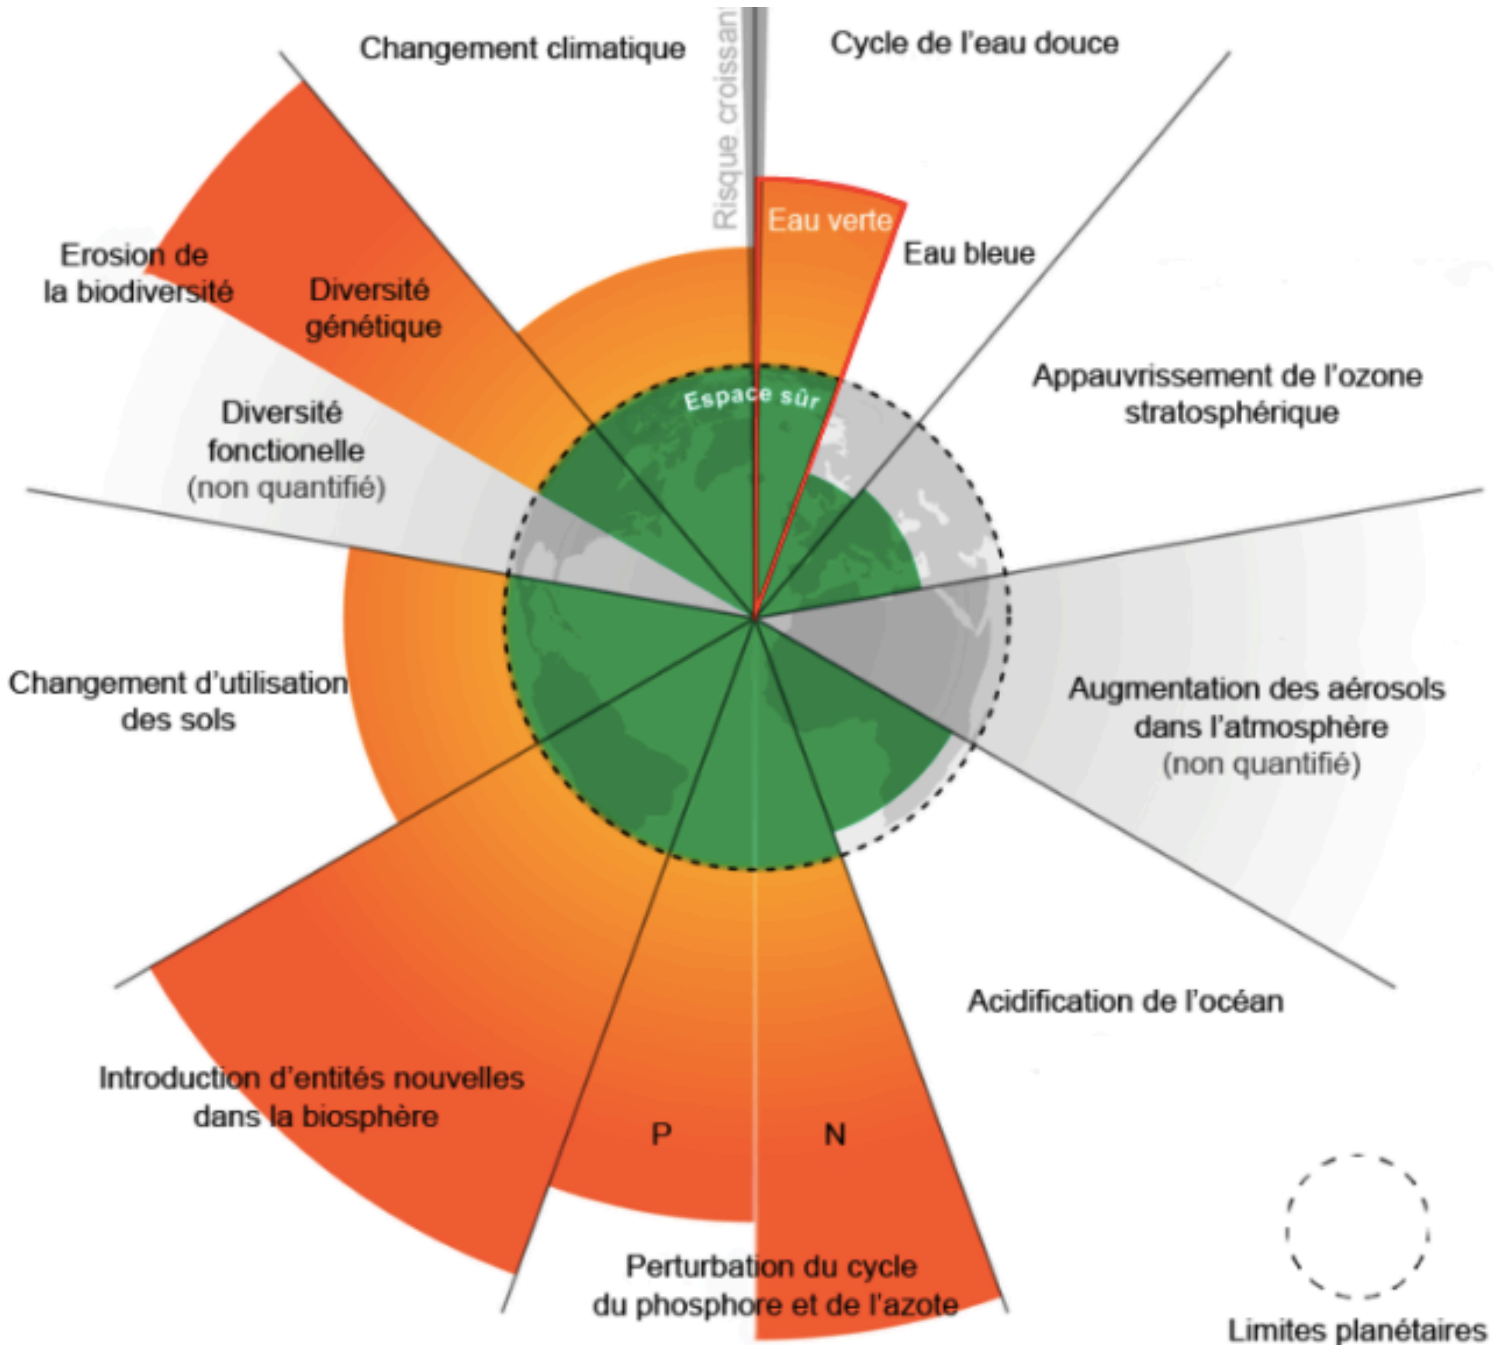 Changement climatique
Risque croissant
Cycle de l'eau douce
Eau verte
Eau bleue
Erosion de
la biodiversité
Diversité
génétique
Appauvrissement de l'ozone
stratosphérique
Espace sûr
Diversité
fonctionelle
(non quantifié)
Changement d'utilisation
des sols
Augmentation des aérosols
dans l'atmosphère
(non quantifié)
Acidification de l'océan
Introduction d'entités nouvelles
dans la biosphère
P
N
Perturbation du cycle
du phosphore et de l'azote
Limites planétaires